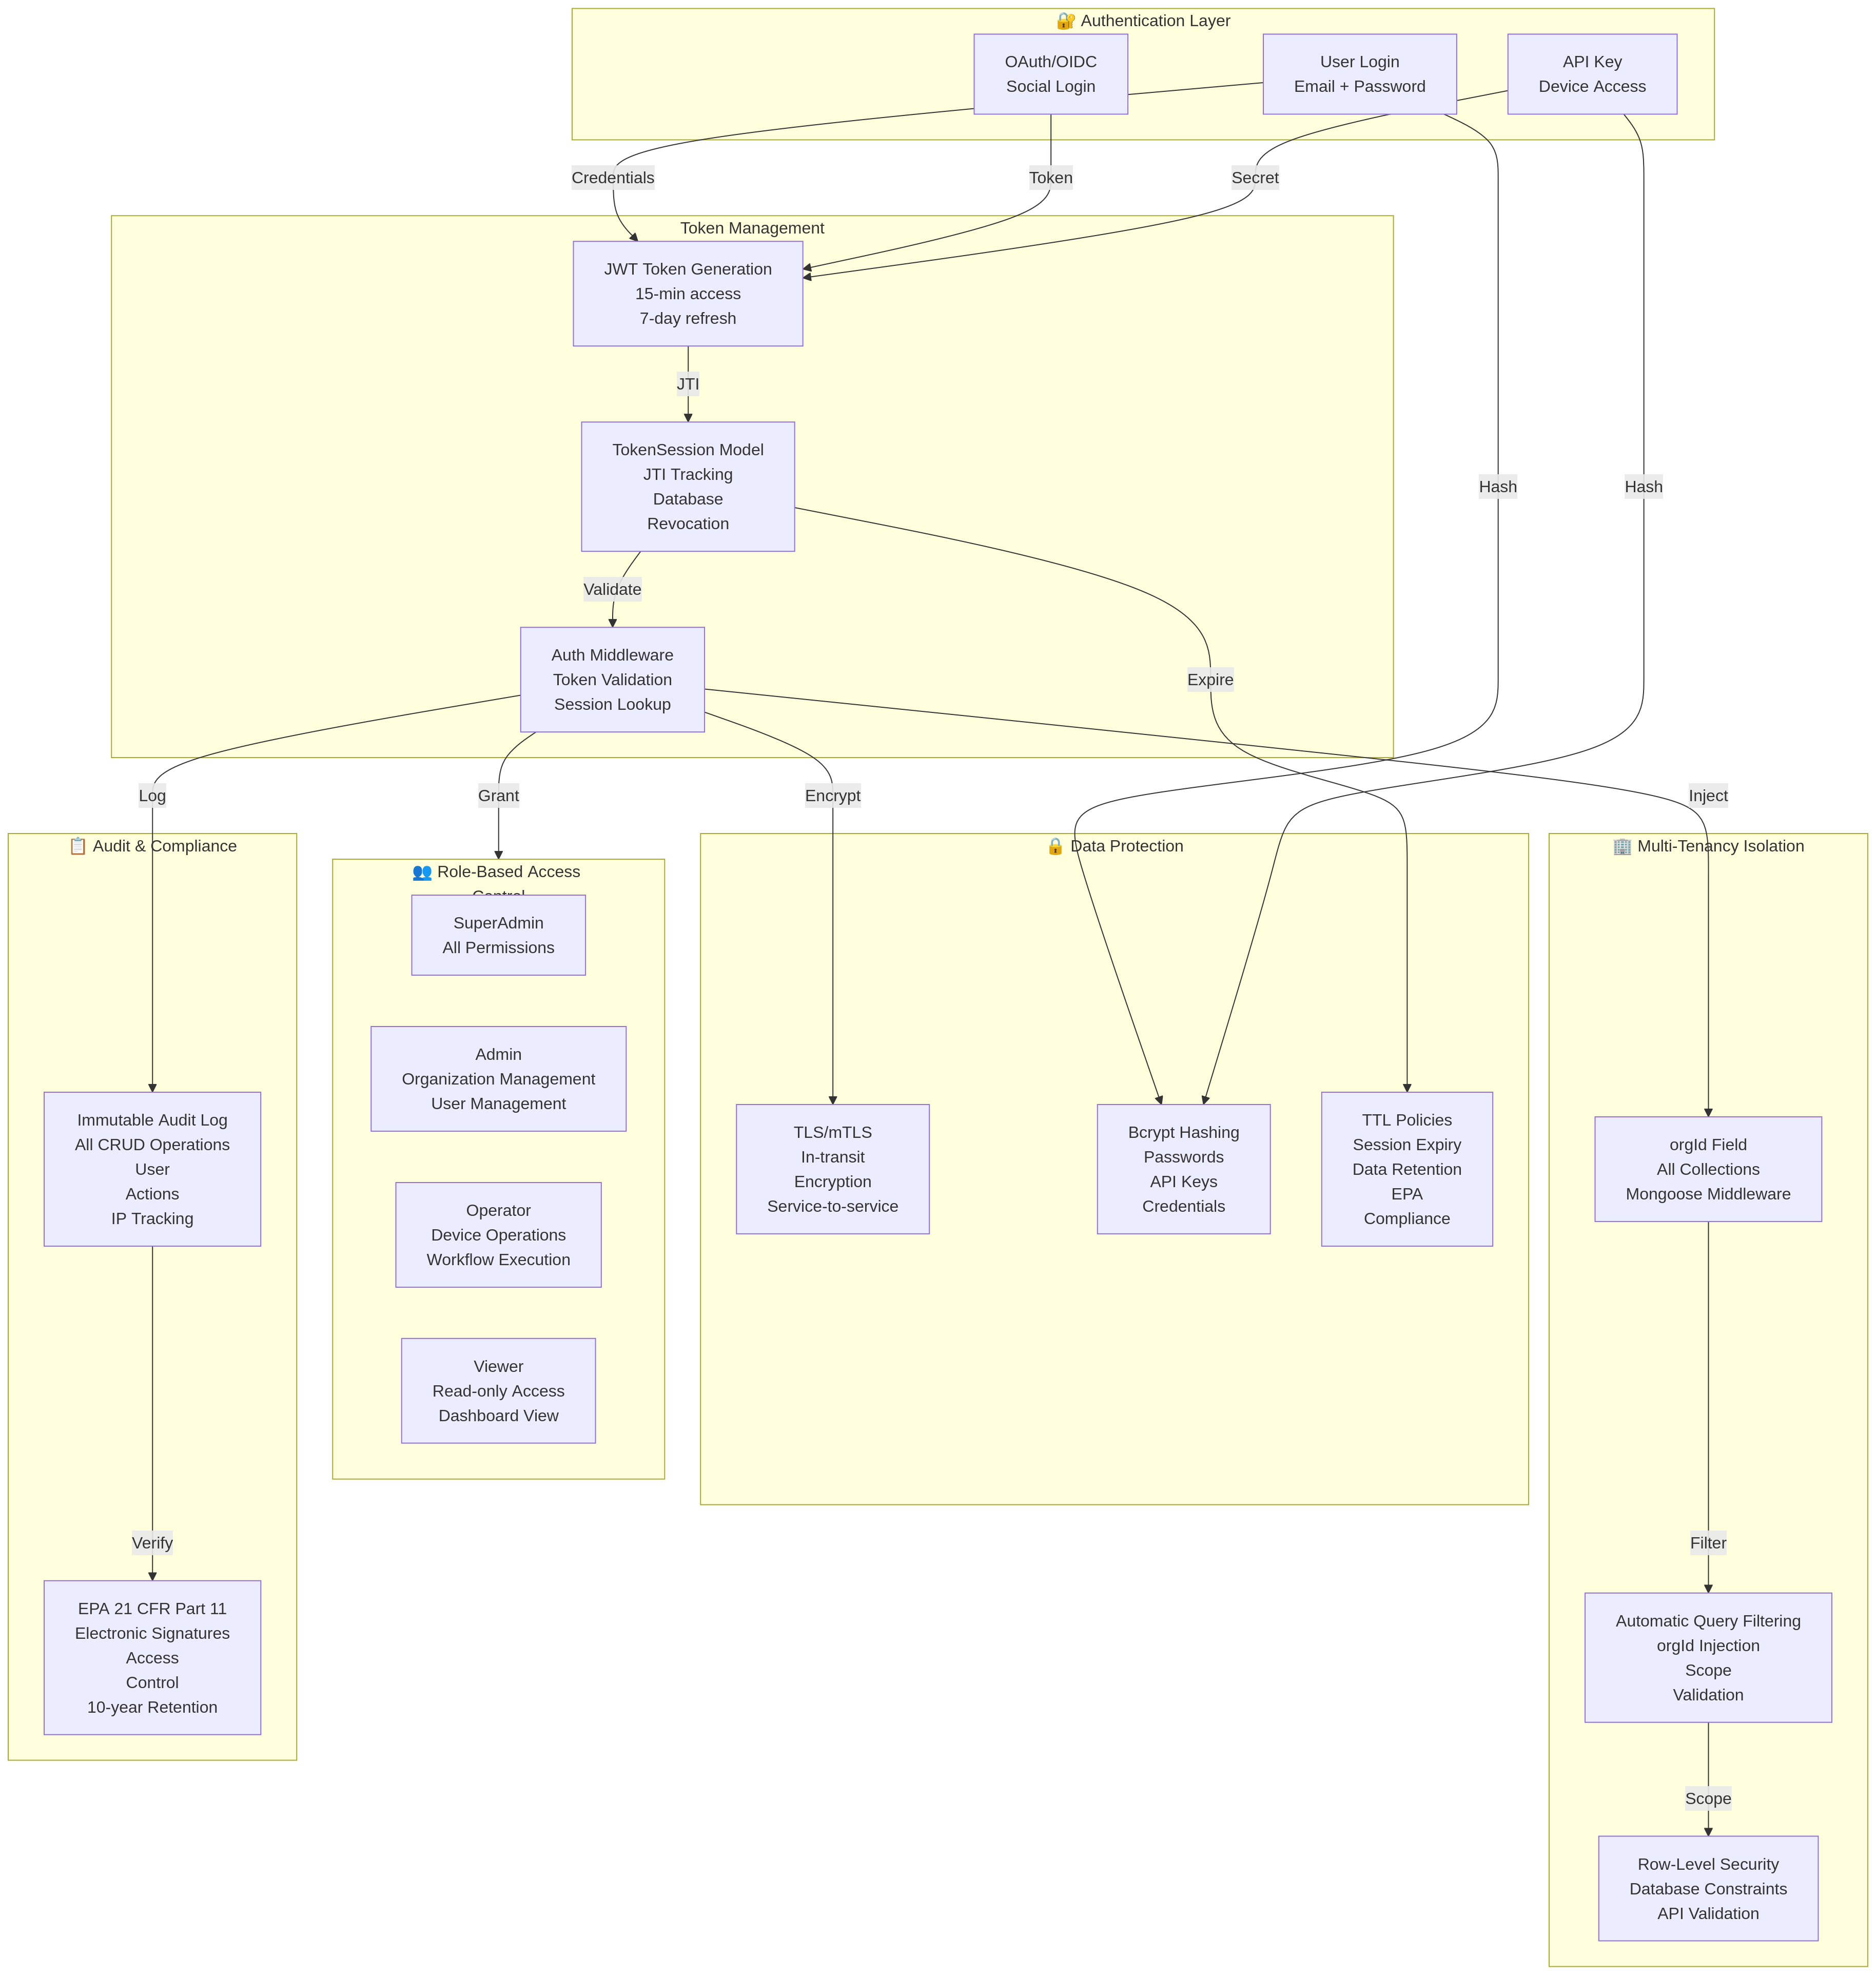 🔐 Authentication Layer
OAuth/OIDC
Social Login
User Login
Email + Password
API Key
Device Access
Credentials
Token
Secret
Token Management
JWT Token Generation
15-min access
7-day refresh
JTI
TokenSession Model
JTI Tracking
Database
Revocation
Hash
Hash
Validate
Auth Middleware
Token Validation
Session Lookup
Expire
Log
Grant
Encrypt
Inject
📋 Audit & Compliance
Immutable Audit Log
All CRUD Operations
User
Actions
IP Tracking
Verify
EPA 21 CFR Part 11
Electronic Signatures
Access
Control
10-year Retention
👥 Role-Based Access
Control
SuperAdmin
All Permissions
Admin
Organization Management
User Management
Operator
Device Operations
Workflow Execution
Viewer
Read-only Access
Dashboard View
🔒 Data Protection
TLS/mTLS
In-transit
Encryption
Service-to-service
Bcrypt Hashing
Passwords
API Keys
Credentials
TTL Policies
Session Expiry
Data Retention
EPA
Compliance
🏢 Multi-Tenancy Isolation
orgId Field
All Collections
Mongoose Middleware
Filter
Automatic Query Filtering
orgId Injection
Scope
Validation
Scope
Row-Level Security
Database Constraints
API Validation